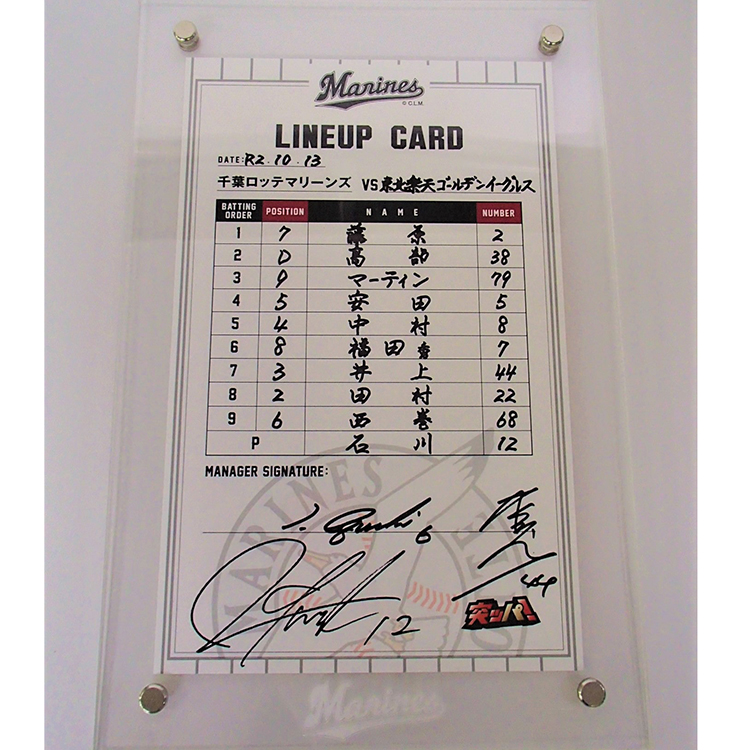 Marines
© C.L.M.
LINEUP CARD
DATE: R2.10.13
千葉ロッテマリーンズ VS 東北楽天ゴールデンイーグルス
BATTING ORDER POSITION NAME NUMBER
1 7 藤原 2
2 D 髙部 38
3 9 マーティン 79
4 5 安田 5
5 4 中村 8
6 8 福田秀 7
7 3 井上 44
8 2 田村 22
9 6 西巻 68
P 石川 12
MANAGER SIGNATURE:
MARINES
6
/44
12
突ッパ!
Marines